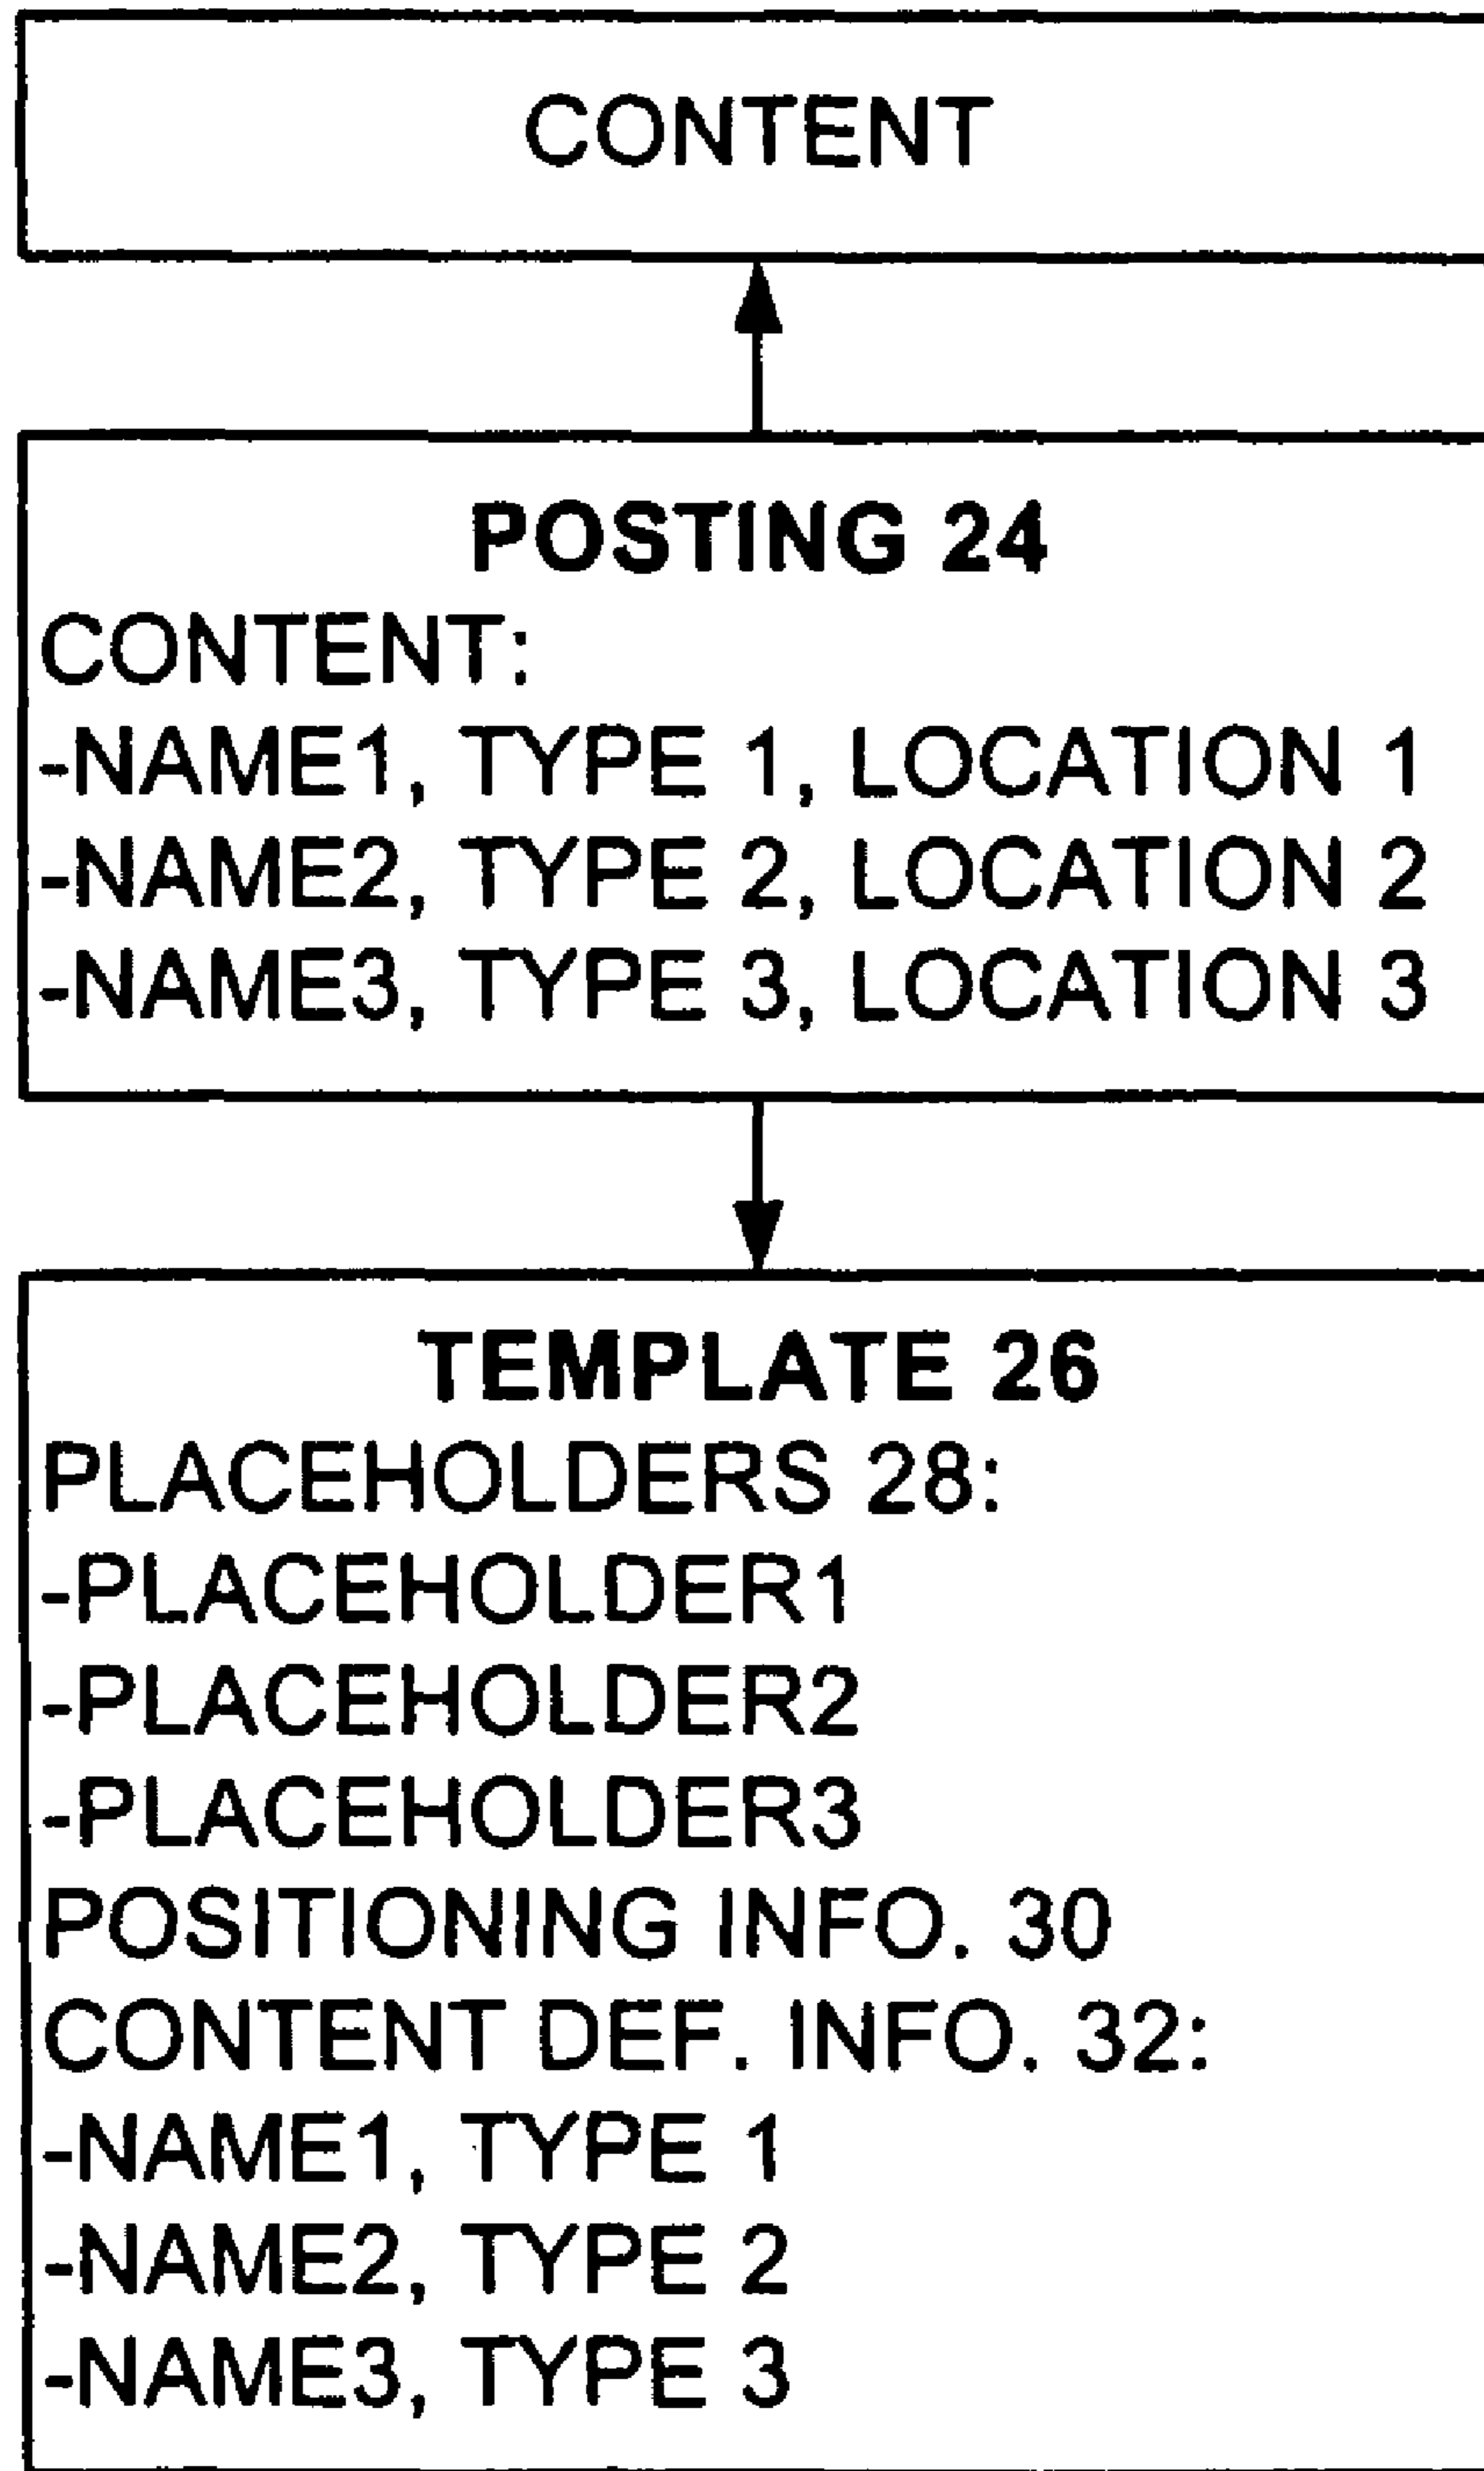 CONTENT
POSTING 24
CONTENT:
-NAME1, TYPE 1, LOCATION 1
-NAME2, TYPE 2, LOCATION 2
-NAME3, TYPE 3, LOCATION 3
TEMPLATE 26
PLACEHOLDERS 28:
-PLACEHOLDER1
-PLACEHOLDER2
-PLACEHOLDER3
POSITIONING INFO. 30
CONTENT DEF. INFO. 32:
-NAME1, TYPE 1
-NAME2, TYPE 2
-NAME3, TYPE 3